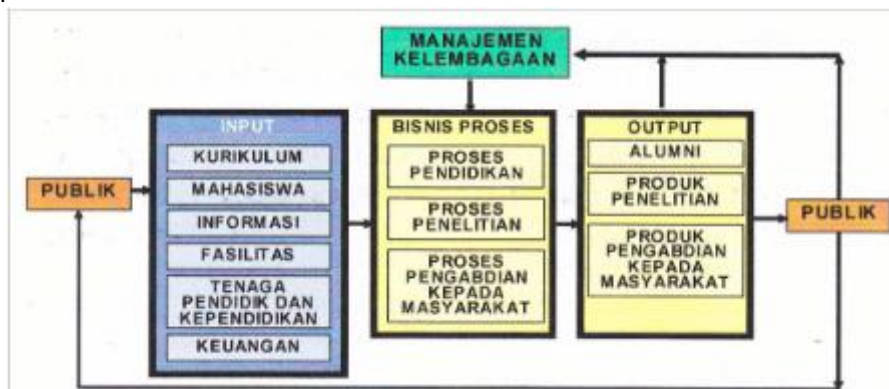 MANAJEMEN
KELEMBAGAAN
PUBLIK
INPUT
KURIKULUM
MAHASISWA
INFORMASI
FASILITAS
TENAGA
PENDIDIK DAN
KEPENDIDIKAN
KEUANGAN
BISNIS PROSES
PROSES
PENDIDIKAN
PROSES
PENELITIAN
PROSES
PENGABDIAN
KEPADA
MASYARAKAT
OUTPUT
ALUMNI
PRODUK
PENELITIAN
PRODUK
PENGABDIAN
KEPADA
MASYARAKAT
PUBLIK